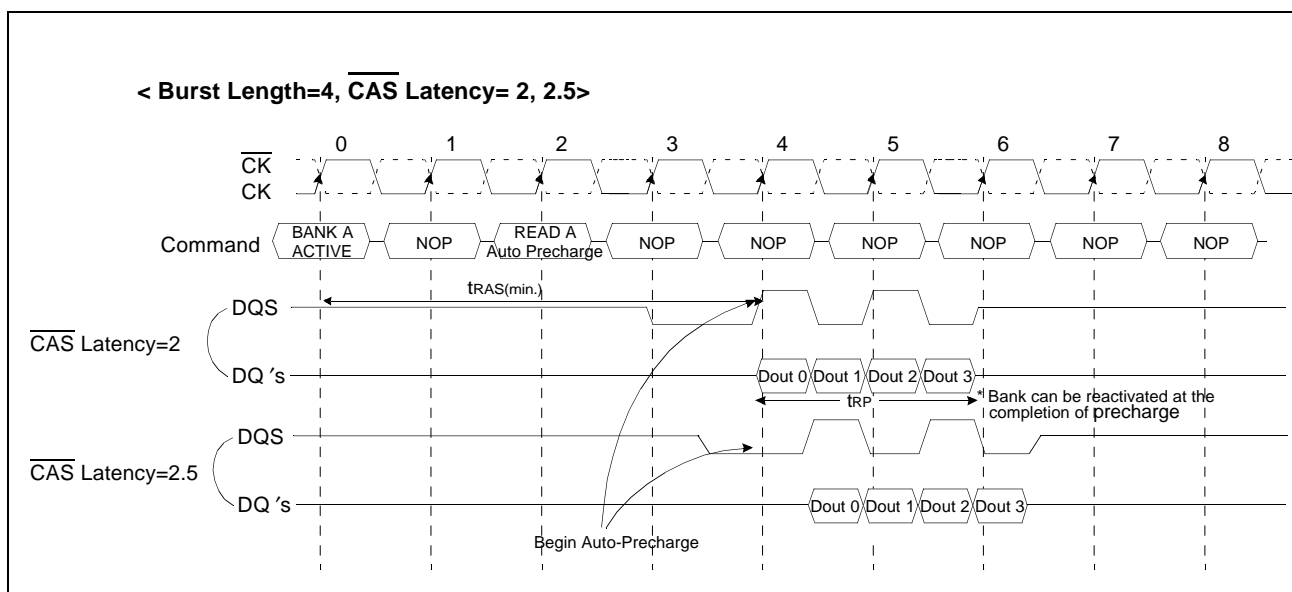 < Burst Length=4, CAS Latency= 2, 2.5>
0 1 2 3 4 5 6 7 8
CK
CK
Command
BANK A
ACTIVE
NOP
READ A
Auto Precharge
NOP
NOP
NOP
NOP
NOP
NOP
tRAS(min.)
DQS
CAS Latency=2
DQ 's
Dout 0 Dout 1 Dout 2 Dout 3
tRP
* Bank can be reactivated at the
completion of precharge
DQS
CAS Latency=2.5
DQ 's
Dout 0 Dout 1 Dout 2 Dout 3
Begin Auto-Precharge